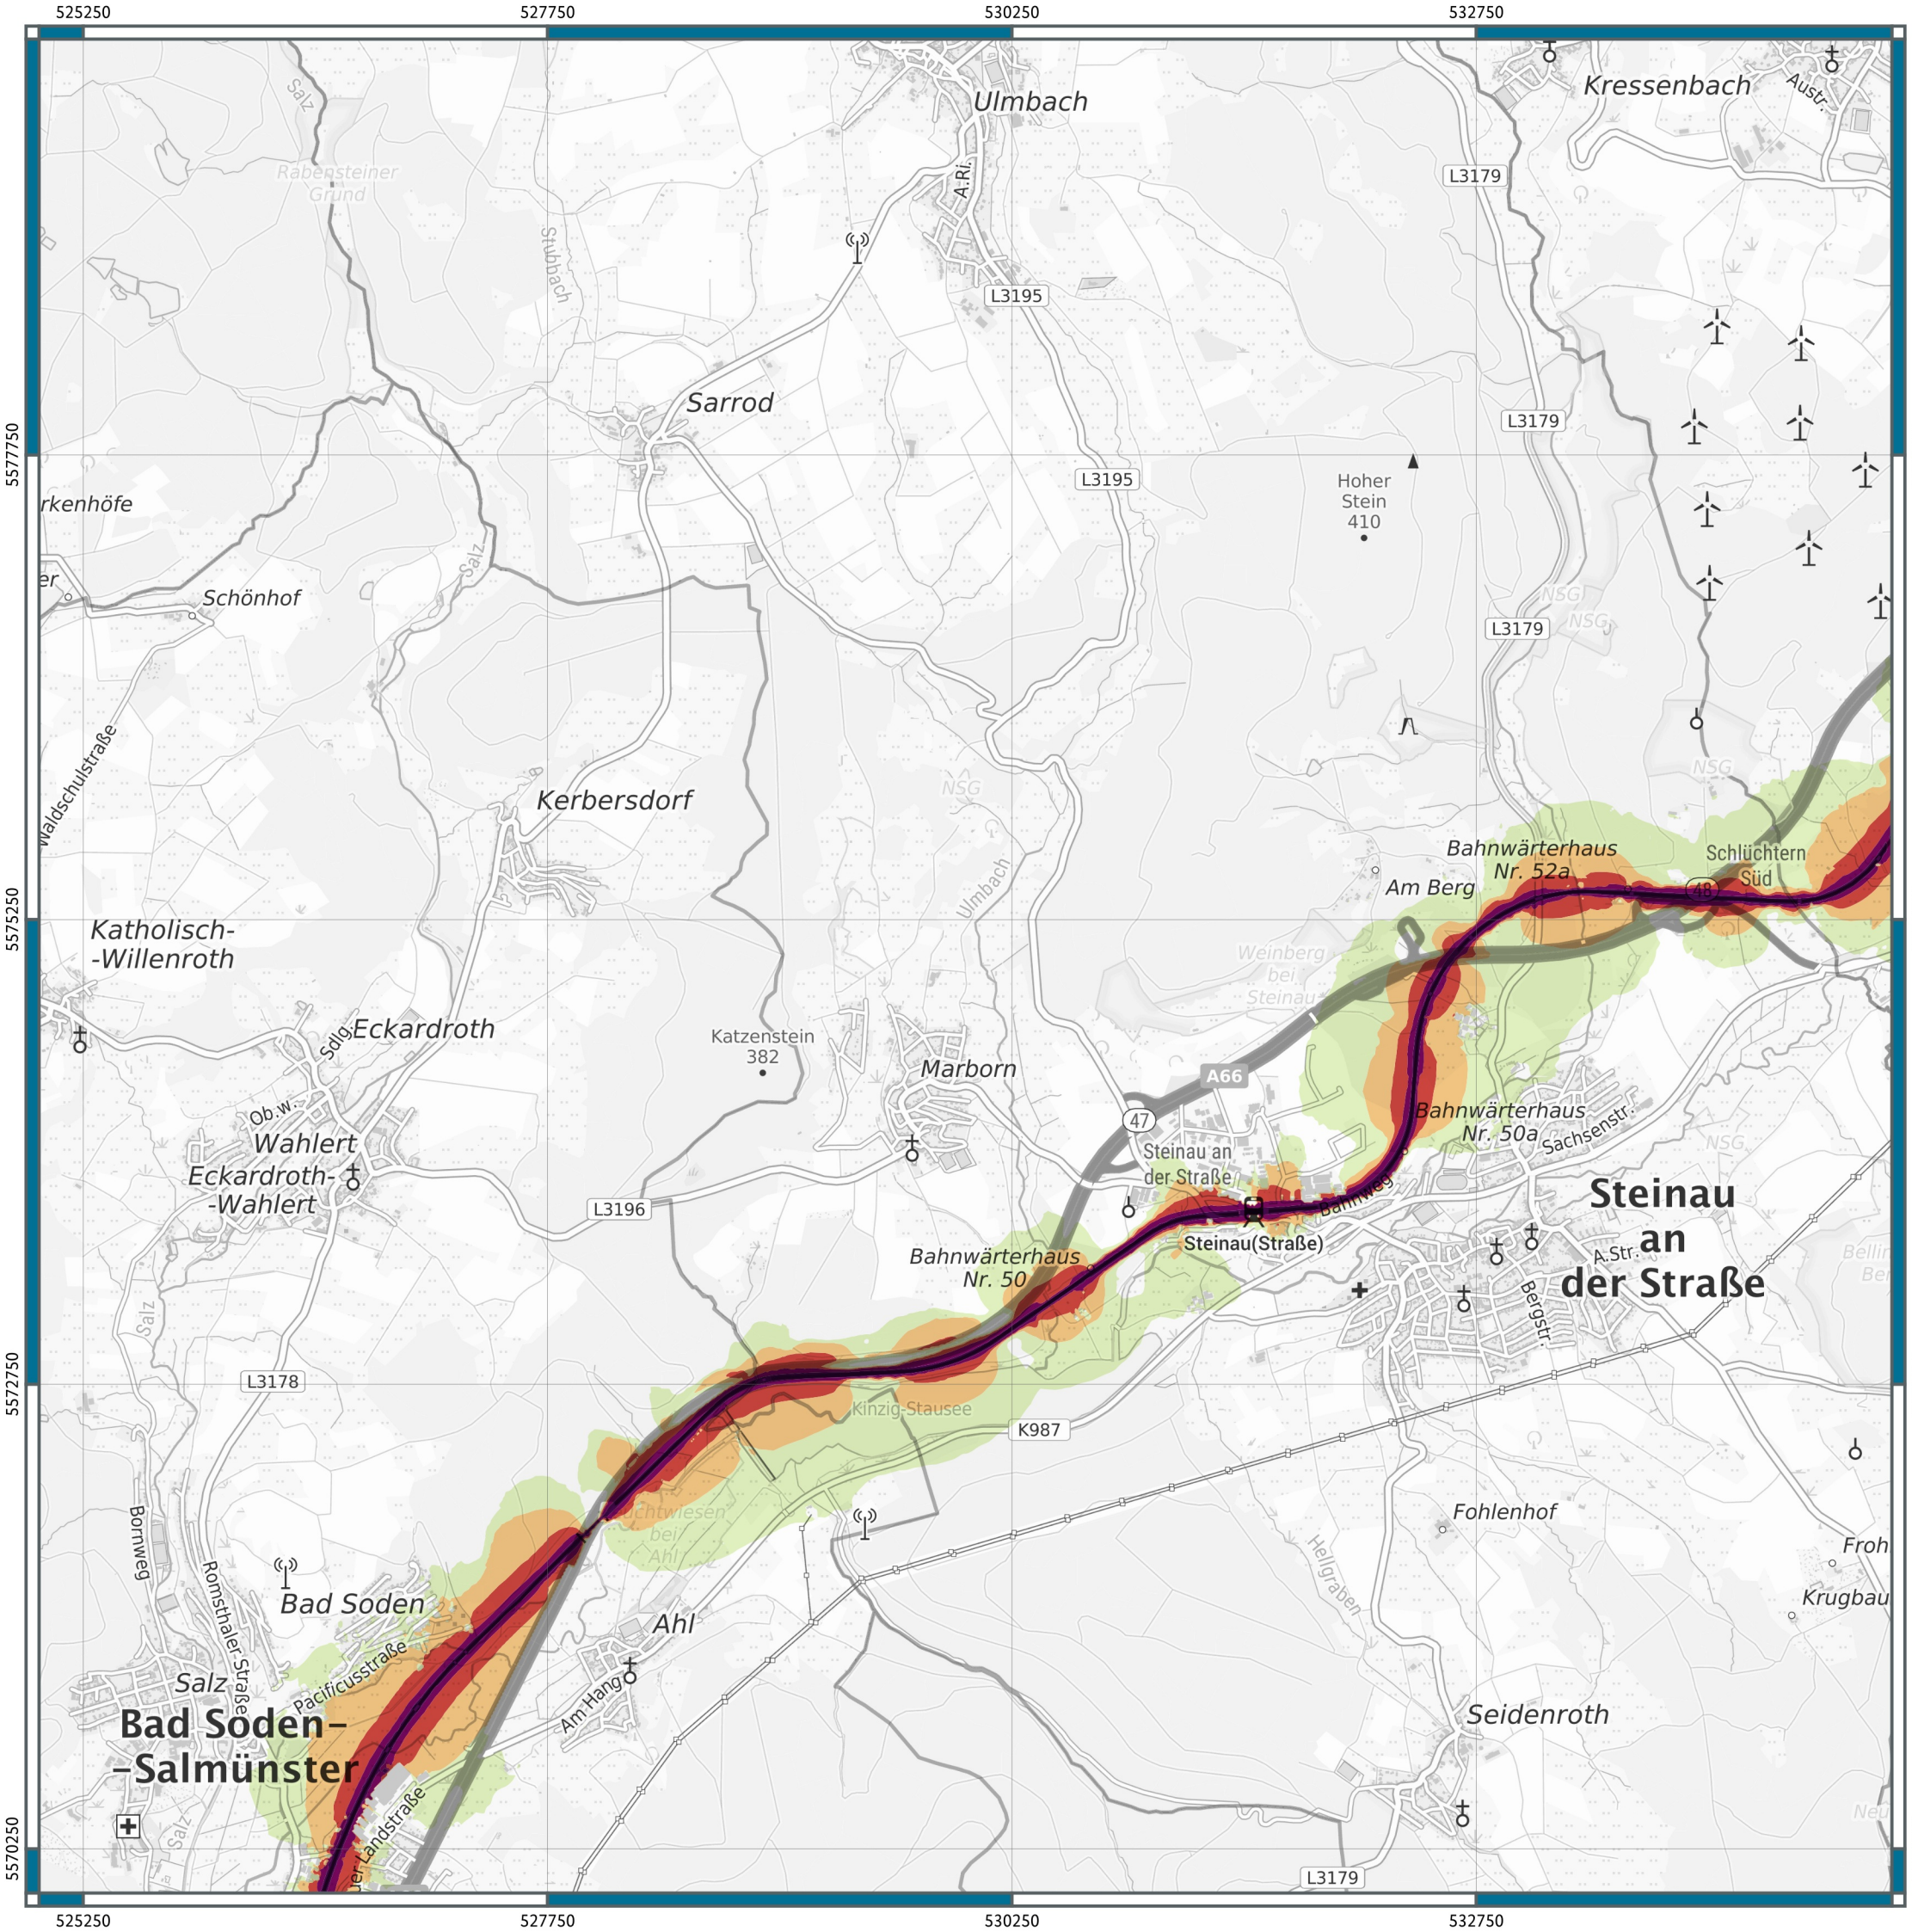 525250
527750
530250
532750
Kressenbach
Austr.
Ulmbach
Salz
Rabensteiner
Grund
A.Ri.
L3179
Stubbach
L3195
Sarrod
L3179
5577750
L3195
Hoher
Stein
410
rkenhöfe
Salz
er
Schönhof
NSG
NSG
L3179
Waldschulstraße
NSG
NSG
Kerbersdorf
Bahnwärterhaus
Nr. 52a
Schlüchtern
Süd
Am Berg
48
Ulmbach
5575250
Katholisch-
-Willenroth
Weinberg
bei
Steinau
Sdlg.
Eckardroth
Katzenstein
382
Marborn
A66
Ob.w.
47
Bahnwärterhaus
Nr. 50a
Sachsenstr.
NSG
Wahlert
Eckardroth-
-Wahlert
Steinau an
der Straße
Bahnweg
L3196
Steinau
an
der Straße
Steinau(Straße)
A.Str.
Bahnwärterhaus
Nr. 50
Bellin
Ber
Bergstr.
Salz
5572750
L3178
Kinzig-Stausee
K987
Bornweg
uchtwiesen
bei
Ahl
Fohlenhof
Hellgraben
Froh
Romsthaler-Straße
Bad Soden
Krugbau
Ahl
Pacificusstraße
Salz
Am-Hang
Bad Soden-
-Salmünster
Seidenroth
uer-Landstraße
Salz
Neu
5570250
L3179
525250
527750
530250
532750